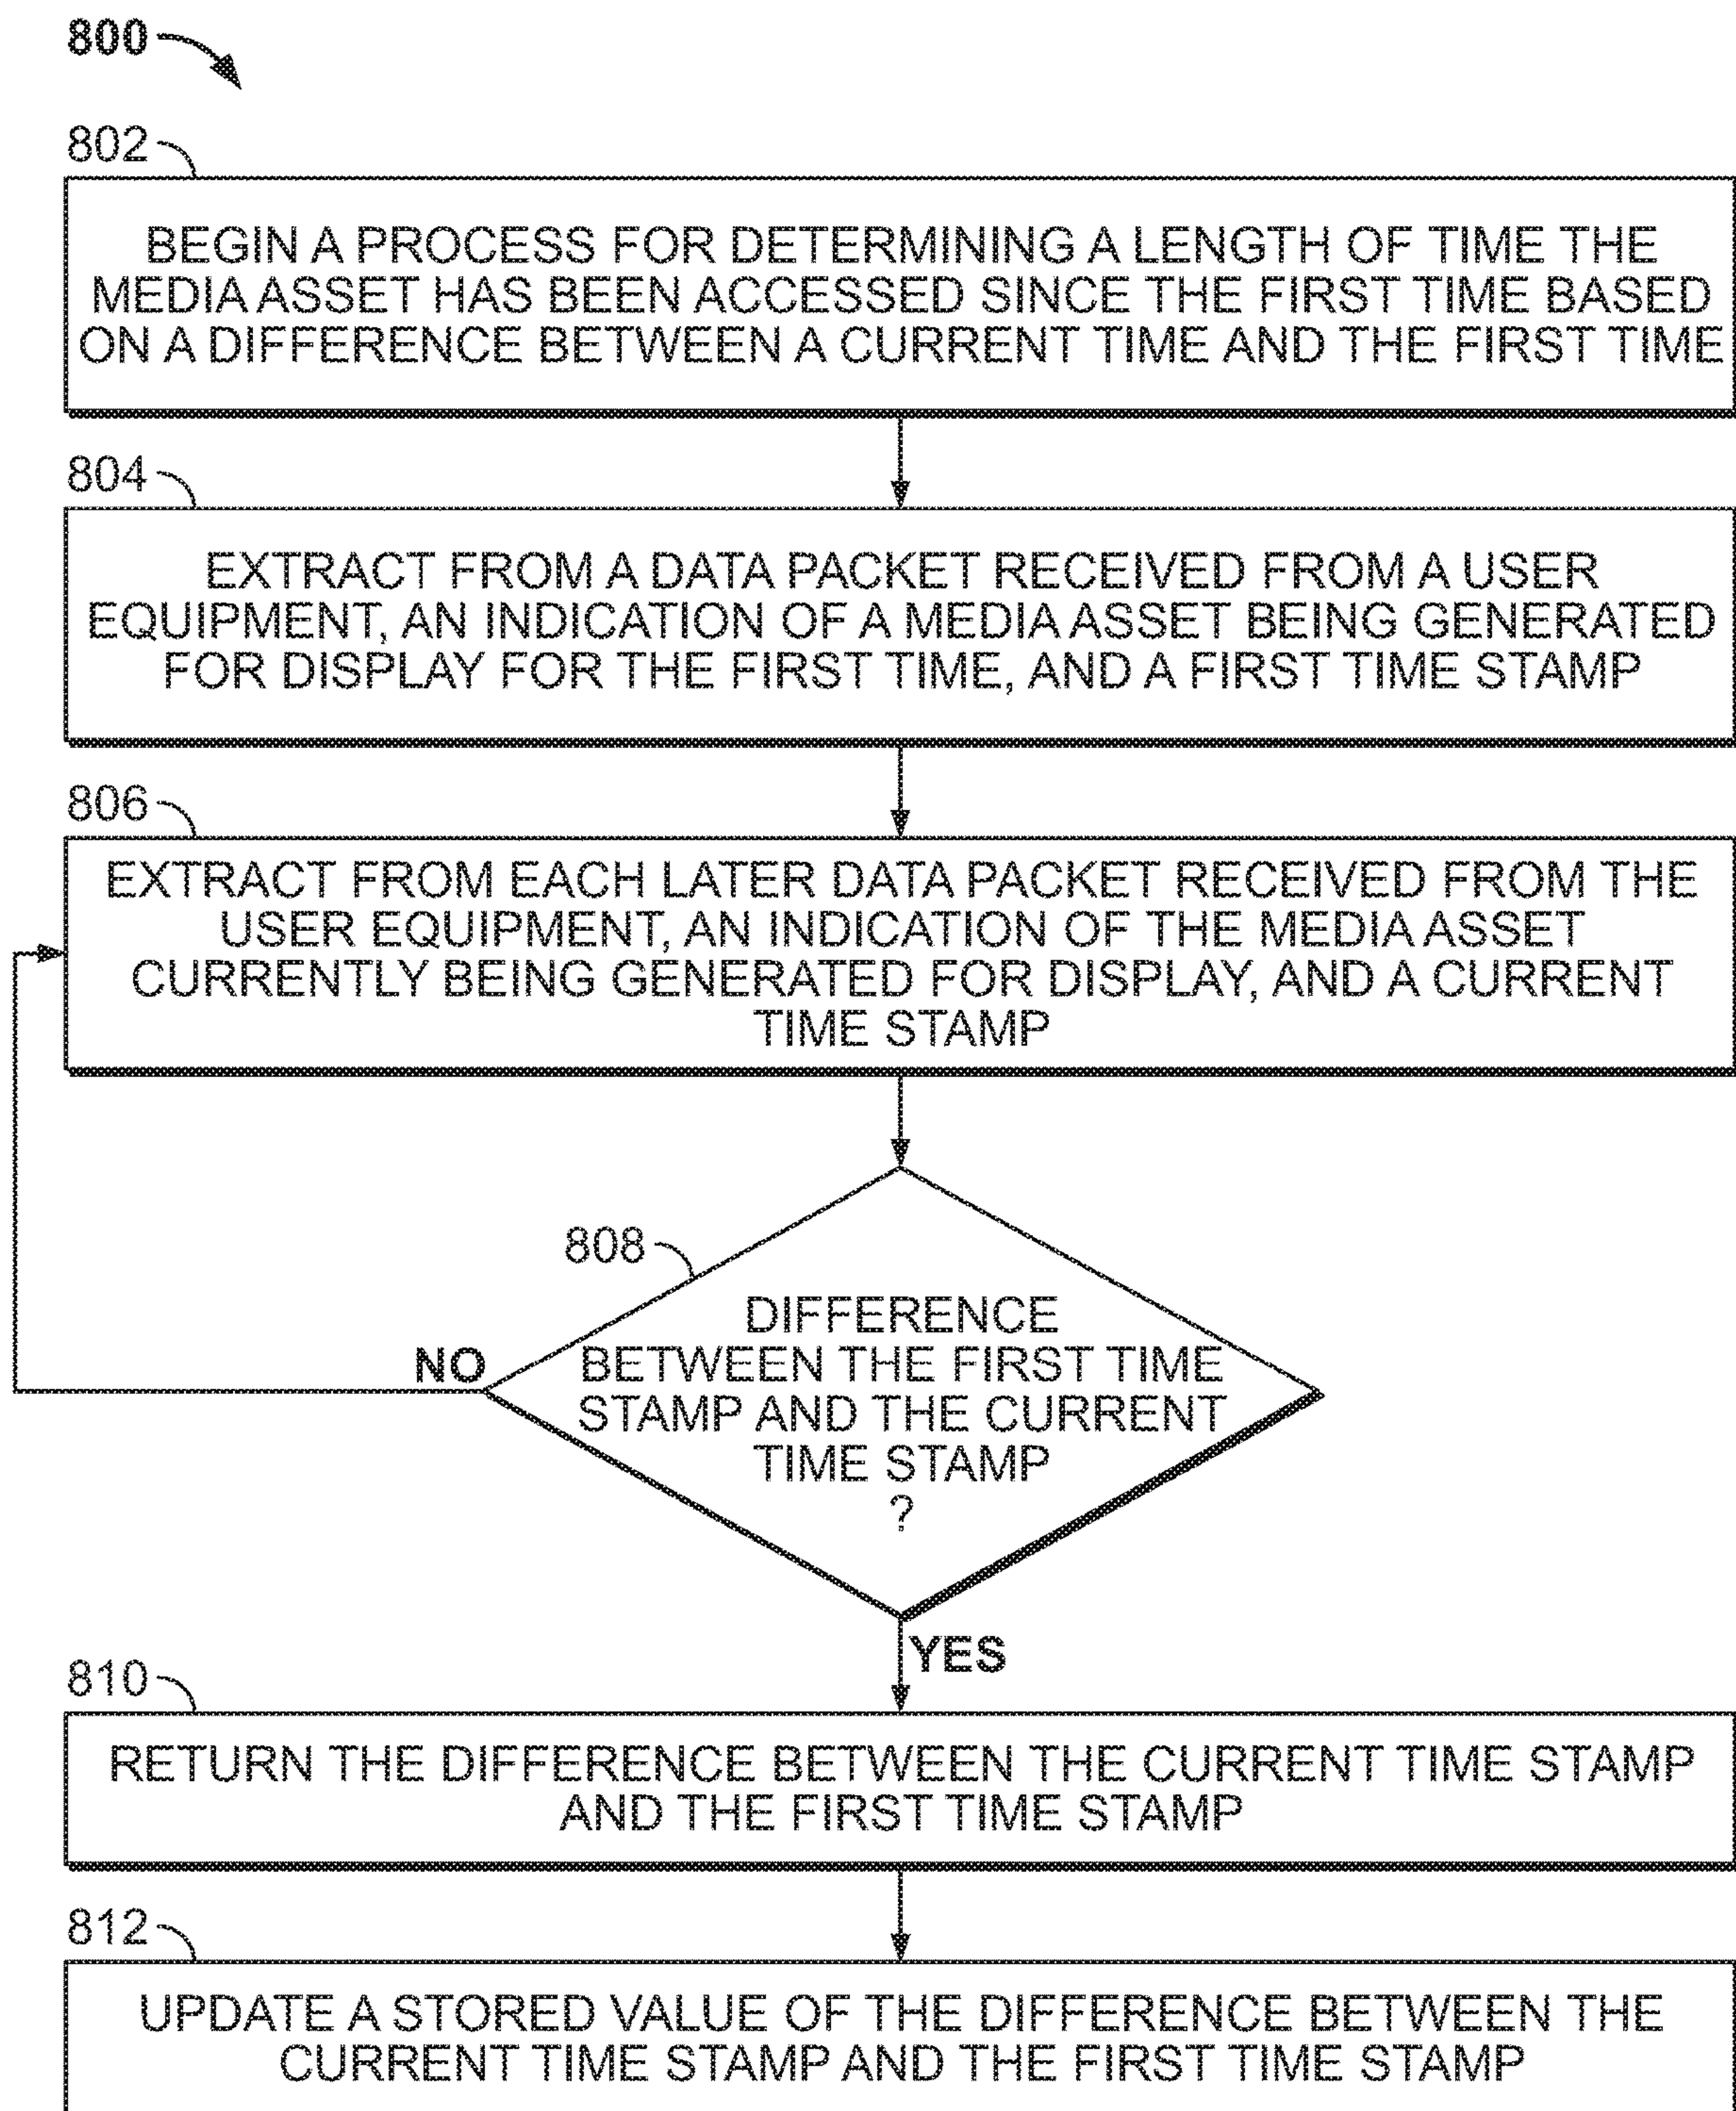 800
802
BEGIN A PROCESS FOR DETERMINING A LENGTH OF TIME THE
MEDIA ASSET HAS BEEN ACCESSED SINCE THE FIRST TIME BASED
ON A DIFFERENCE BETWEEN A CURRENT TIME AND THE FIRST TIME
804
EXTRACT FROM A DATA PACKET RECEIVED FROM A USER
EQUIPMENT, AN INDICATION OF A MEDIA ASSET BEING GENERATED
FOR DISPLAY FOR THE FIRST TIME, AND A FIRST TIME STAMP
806
EXTRACT FROM EACH LATER DATA PACKET RECEIVED FROM THE
USER EQUIPMENT, AN INDICATION OF THE MEDIA ASSET
CURRENTLY BEING GENERATED FOR DISPLAY, AND A CURRENT
TIME STAMP
808
DIFFERENCE
BETWEEN THE FIRST TIME
STAMP AND THE CURRENT
TIME STAMP
?
NO
YES
810
RETURN THE DIFFERENCE BETWEEN THE CURRENT TIME STAMP
AND THE FIRST TIME STAMP
812
UPDATE A STORED VALUE OF THE DIFFERENCE BETWEEN THE
CURRENT TIME STAMP AND THE FIRST TIME STAMP